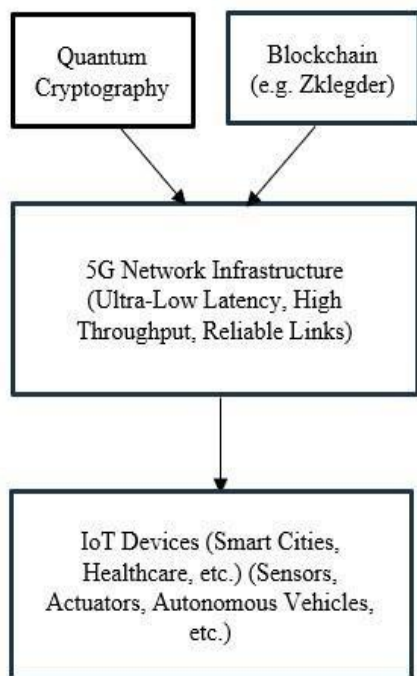 Quantum
Cryptography
Blockchain
(e.g. Zklegder)
5G Network Infrastructure
(Ultra-Low Latency, High
Throughput, Reliable Links)
IoT Devices (Smart Cities,
Healthcare, etc.) (Sensors,
Actuators, Autonomous Vehicles,
etc.)